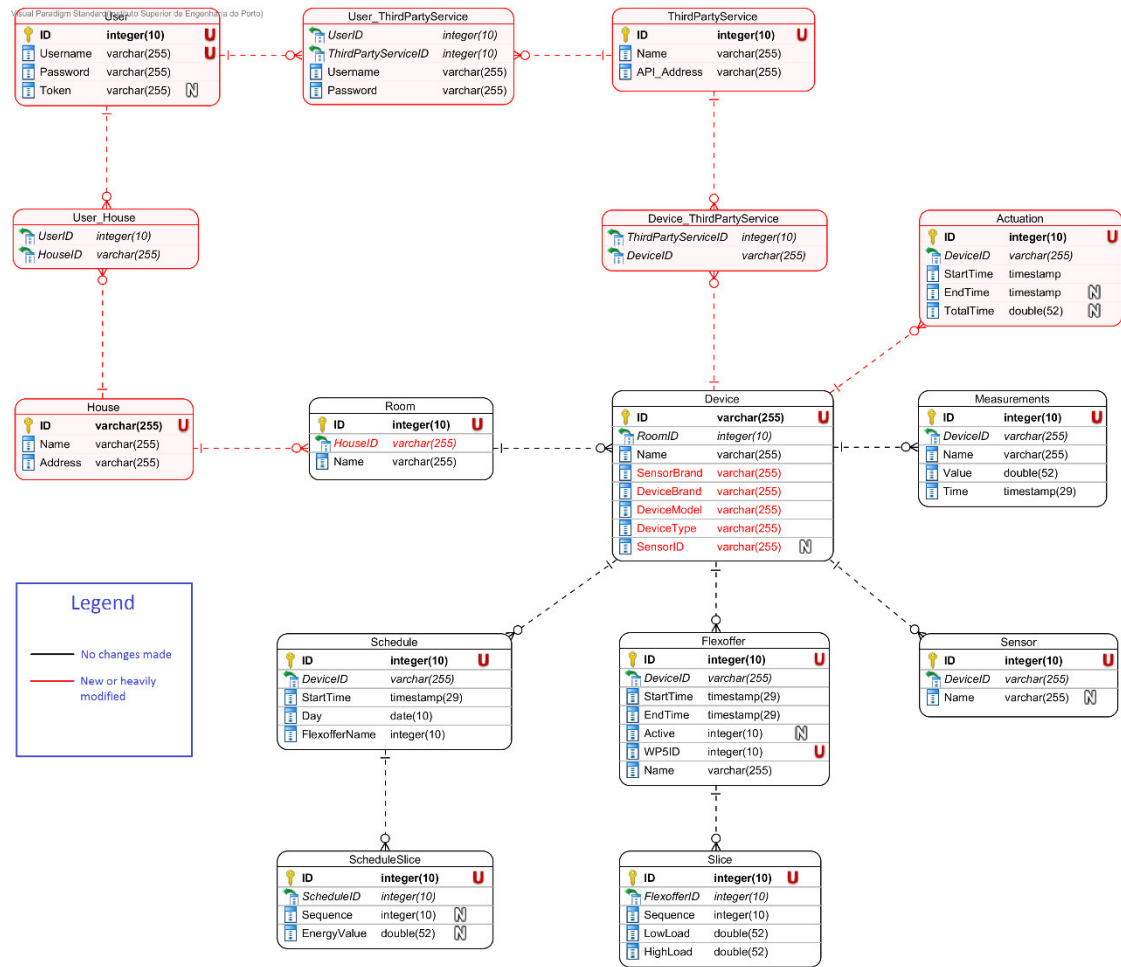 Visual Paradigm Standard(Instituto Superior de Engenharia do Porto)
User
ID integer(10) U
Username varchar(255) U
Password varchar(255)
Token varchar(255) N
User_ThirdPartyService
UserID integer(10)
ThirdPartyServiceID integer(10)
Username varchar(255)
Password varchar(255)
ThirdPartyService
ID integer(10) U
Name varchar(255)
API_Address varchar(255)
User_House
UserID integer(10)
HouseID varchar(255)
Device_ThirdPartyService
ThirdPartyServiceID integer(10)
DeviceID varchar(255)
Actuation
ID integer(10) U
DeviceID varchar(255)
StartTime timestamp
EndTime timestamp N
TotalTime double(52) N
House
ID varchar(255) U
Name varchar(255)
Address varchar(255)
Room
ID integer(10) U
HouseID varchar(255)
Name varchar(255)
Device
ID varchar(255) U
RoomID integer(10)
Name varchar(255)
SensorBrand varchar(255)
DeviceBrand varchar(255)
DeviceModel varchar(255)
DeviceType varchar(255)
SensorID varchar(255) N
Measurements
ID integer(10) U
DeviceID varchar(255)
Name varchar(255)
Value double(52)
Time timestamp(29)
Legend
No changes made
New or heavily
modified
Schedule
ID integer(10) U
DeviceID varchar(255)
StartTime timestamp(29)
Day date(10)
FlexofferName integer(10)
Flexoffer
ID integer(10) U
DeviceID varchar(255)
StartTime timestamp(29)
EndTime timestamp(29)
Active integer(10) N
WP5ID integer(10) U
Name varchar(255)
Sensor
ID integer(10) U
DeviceID varchar(255)
Name varchar(255) N
ScheduleSlice
ID integer(10) U
ScheduleID integer(10)
Sequence integer(10) N
EnergyValue double(52) N
Slice
ID integer(10) U
FlexofferID integer(10)
Sequence integer(10)
LowLoad double(52)
HighLoad double(52)